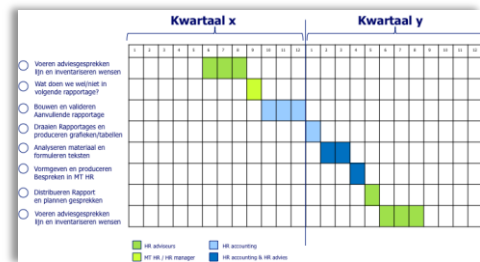 Kwartaal x
Kwartaal y
1 2 3 4 5 6 7 8 9 10 11 12 1 2 3 4 5 6 7 8 9 10 11 12
Voeren adviesgesprekken
lijn en inventariseren wensen
Wat doen we wel/niet in
volgende rapportage?
Bouwen en valideren
Aanvullende rapportage
Draaien Rapportages en
produceren grafieken/tabellen
Analyseren materiaal en
formuleren teksten
Vormgeven en produceren
Bespreken in MT HR
Distribueren Rapport
en plannen gesprekken
Voeren adviesgesprekken
lijn en inventariseren wensen
HR adviseurs
HR accounting
MT HR / HR manager
HR accounting & HR advies